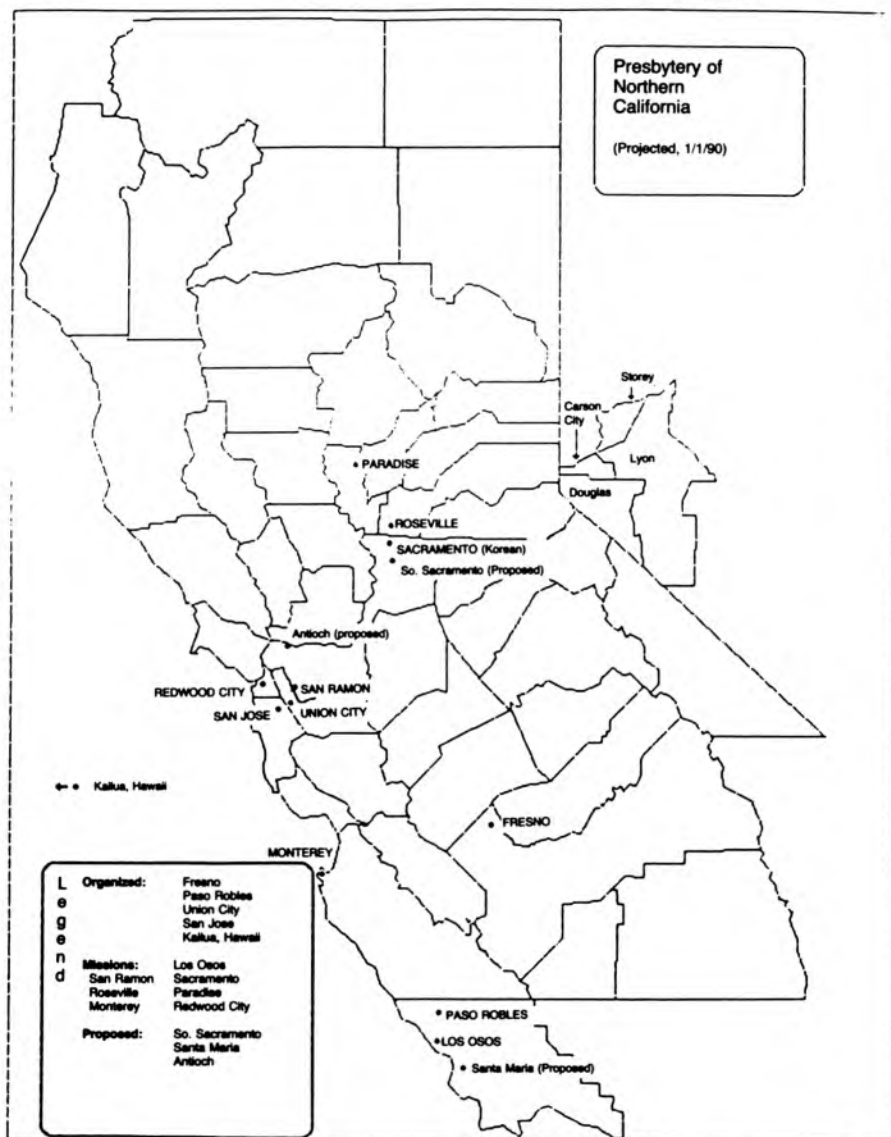 Presbytery of
Northern
California
(Projected, 1/1/90)
Storey
Carson
City
Lyon
Douglas
PARADISE
ROSEVILLE
SACRAMENTO (Korean)
So. Sacramento (Proposed)
Antioch (proposed)
REDWOOD CITY
SAN RAMON
SAN JOSE
UNION CITY
Kailua, Hawaii
FRESNO
MONTEREY
Legend
Organized: Fresno
Paso Robles
Union City
San Jose
Kailua, Hawaii
Missions: Los Osos
San Ramon Sacramento
Roseville Paradise
Monterey Redwood City
Proposed: So. Sacramento
Santa Maria
Antioch
PASO ROBLES
LOS OSOS
Santa Maria (Proposed)